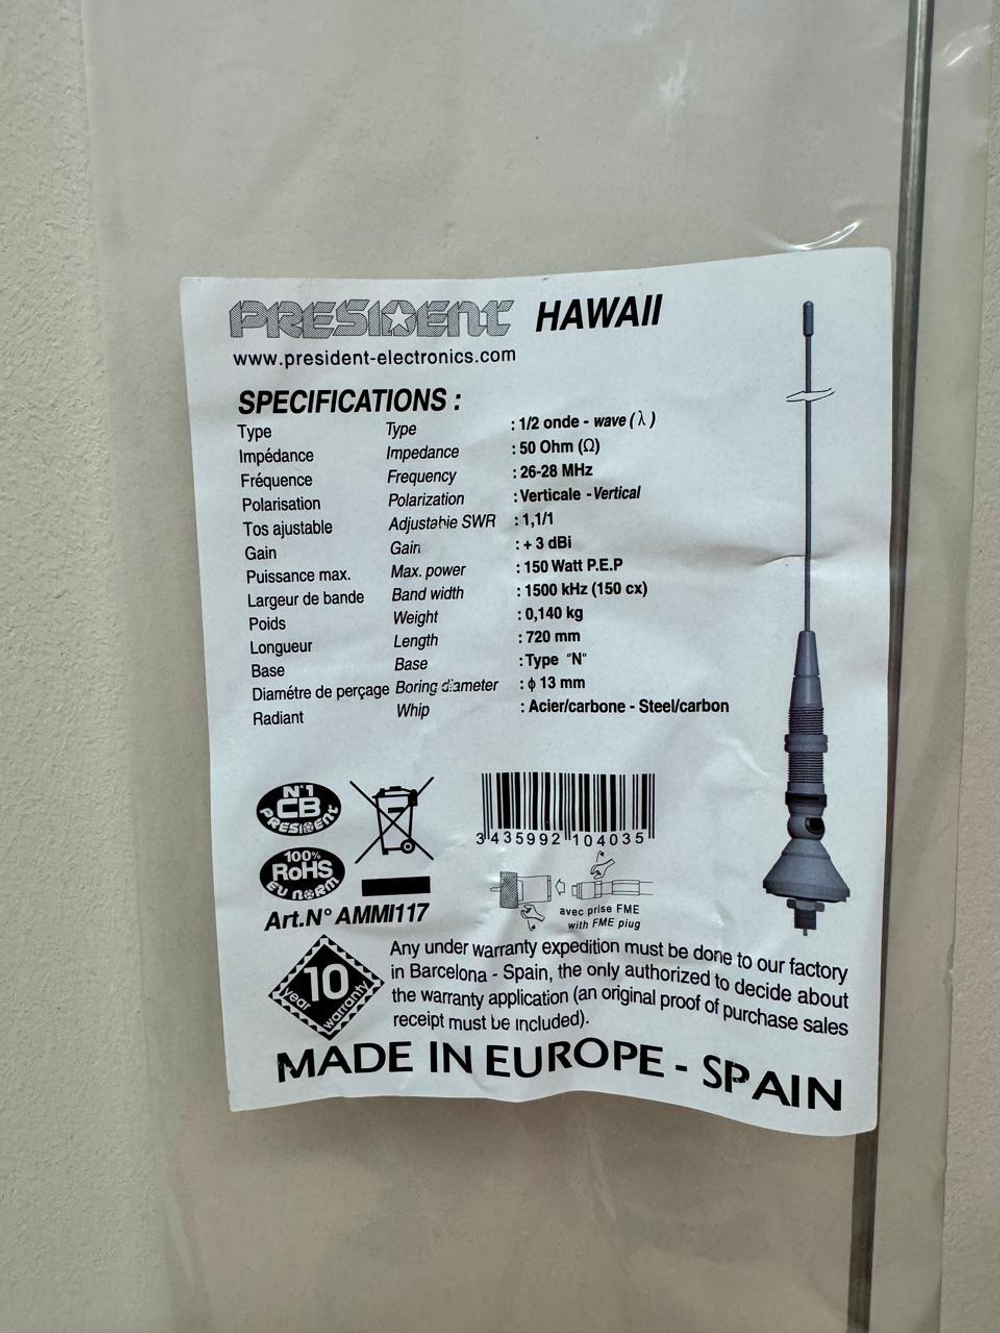 PRESIDENT HAWAII
www.president-electronics.com
SPECIFICATIONS :
Type Type : 1/2 onde - wave (λ)
Impédance Impedance : 50 Ohm (Ω)
Fréquence Frequency : 26-28 MHz
Polarisation Polarization : Verticale - Vertical
Tos ajustable Adjustable SWR : 1,1/1
Gain Gain : + 3 dBi
Puissance max. Max. power : 150 Watt P.E.P
Largeur de bande Band width : 1500 kHz (150 cx)
Poids Weight : 0,140 kg
Longueur Length : 720 mm
Base Base : Type "N"
Diamétre de perçage Boring diameter : ϕ 13 mm
Radiant Whip : Acier/carbone - Steel/carbon
N°1
CB
PRESIDENT
3 435992 104035
100%
RoHS
EU NORM
avec prise FME
with FME plug
Art.N° AMMI117
10
year warranty
Any under warranty expedition must be done to our factory
in Barcelona - Spain, the only authorized to decide about
the warranty application (an original proof of purchase sales
receipt must be included).
MADE IN EUROPE - SPAIN